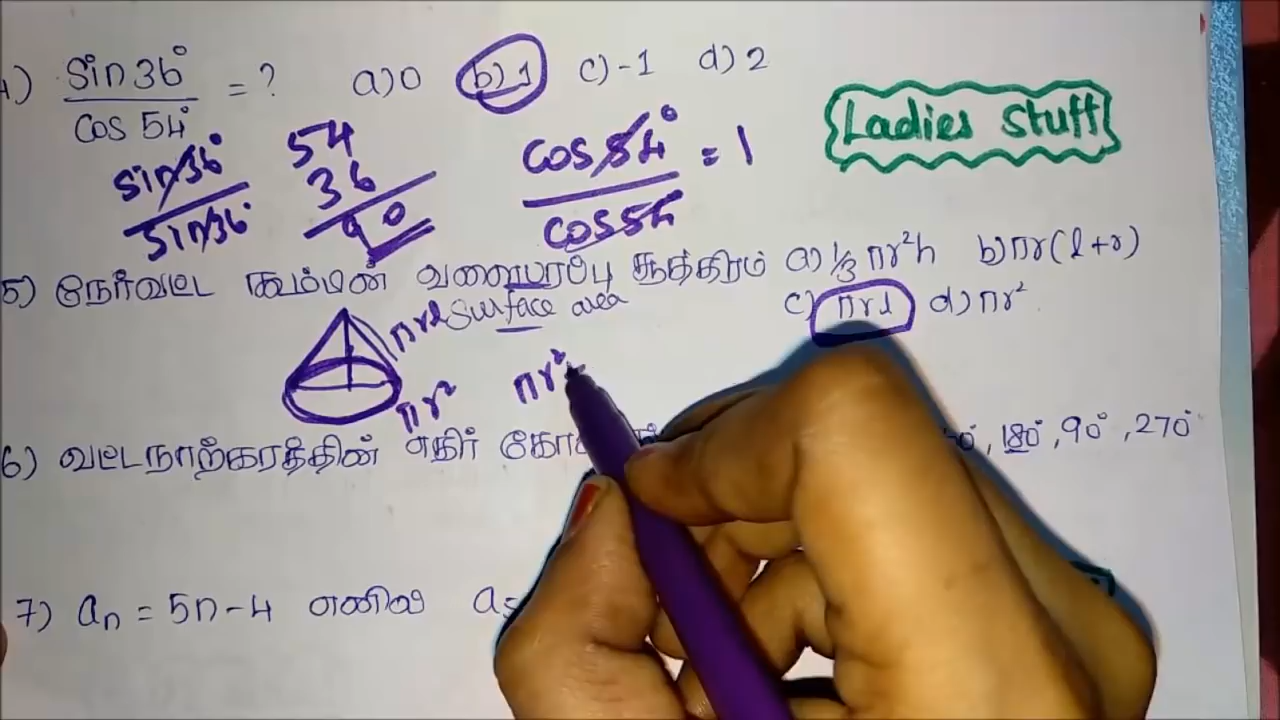 4) sin36° / cos 54° = ? a) 0 b) 1 c) -1 d) 2
sin36° / sin36° 54 36 90 cos54° / cos54 = 1
Ladies stuff
5) நேர்வட்ட கூம்பின் வளைபரப்பு சூத்திரம் a) 1/3 πr²h b) πr(l+r)
c) πrl d) πr²
πrl surface area
πr² πr²
6) வட்டநாற்கரத்தின் எதிர் , 180°, 90°, 270°
7) aₙ = 5n-4 எனில்